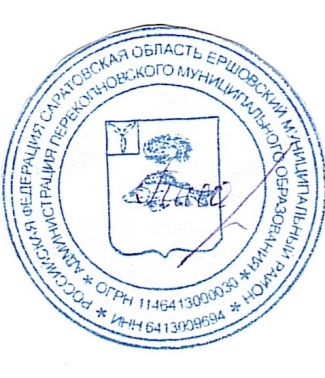 РОССИЙСКАЯ ФЕДЕРАЦИЯ САРАТОВСКАЯ ОБЛАСТЬ ЕРШОВСКИЙ МУНИЦИПАЛЬНЫЙ РАЙОН
* ИНН 6413009694 *
АДМИНИСТРАЦИЯ ПЕРЕКОПНОВСКОГО МУНИЦИПАЛЬНОГО ОБРАЗОВАНИЯ
* ОГРН 1146413000030 *